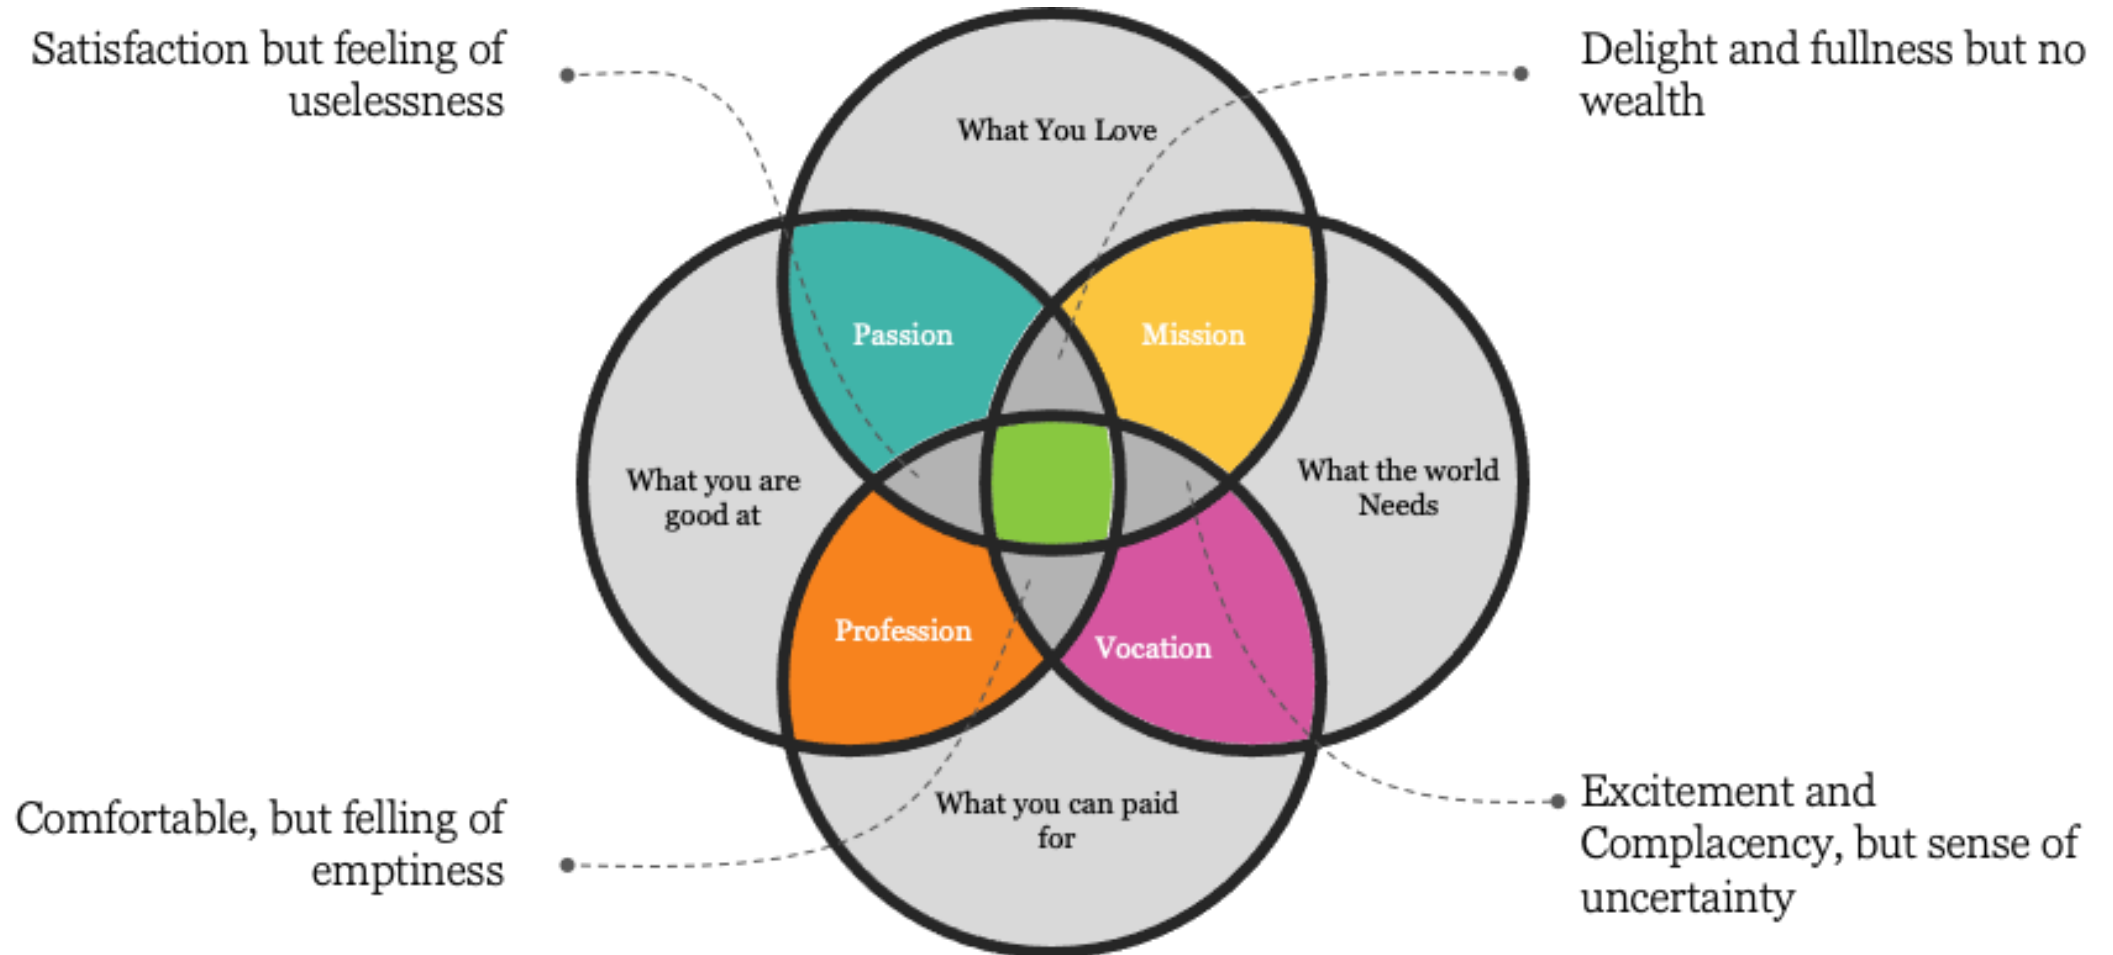 Satisfaction but feeling of
uselessness
Delight and fullness but no
wealth
What You Love
Passion
Mission
What you are
good at
What the world
Needs
Profession
Vocation
What you can paid
for
Comfortable, but felling of
emptiness
Excitement and
Complacency, but sense of
uncertainty